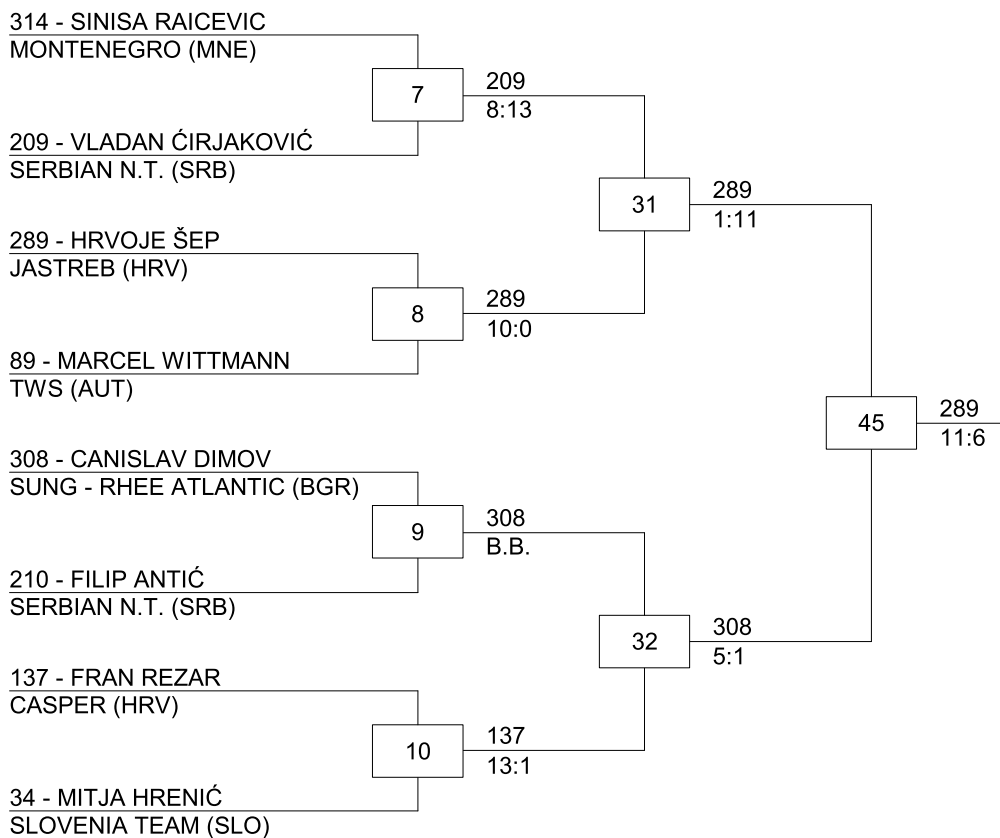 314 - SINISA RAICEVIC
MONTENEGRO (MNE)
7
209
8:13
209 - VLADAN ĆIRJAKOVIĆ
SERBIAN N.T. (SRB)
31
289
1:11
289 - HRVOJE ŠEP
JASTREB (HRV)
8
289
10:0
89 - MARCEL WITTMANN
TWS (AUT)
45
289
11:6
308 - CANISLAV DIMOV
SUNG - RHEE ATLANTIC (BGR)
9
308
B.B.
210 - FILIP ANTIĆ
SERBIAN N.T. (SRB)
32
308
5:1
137 - FRAN REZAR
CASPER (HRV)
10
137
13:1
34 - MITJA HRENIĆ
SLOVENIA TEAM (SLO)